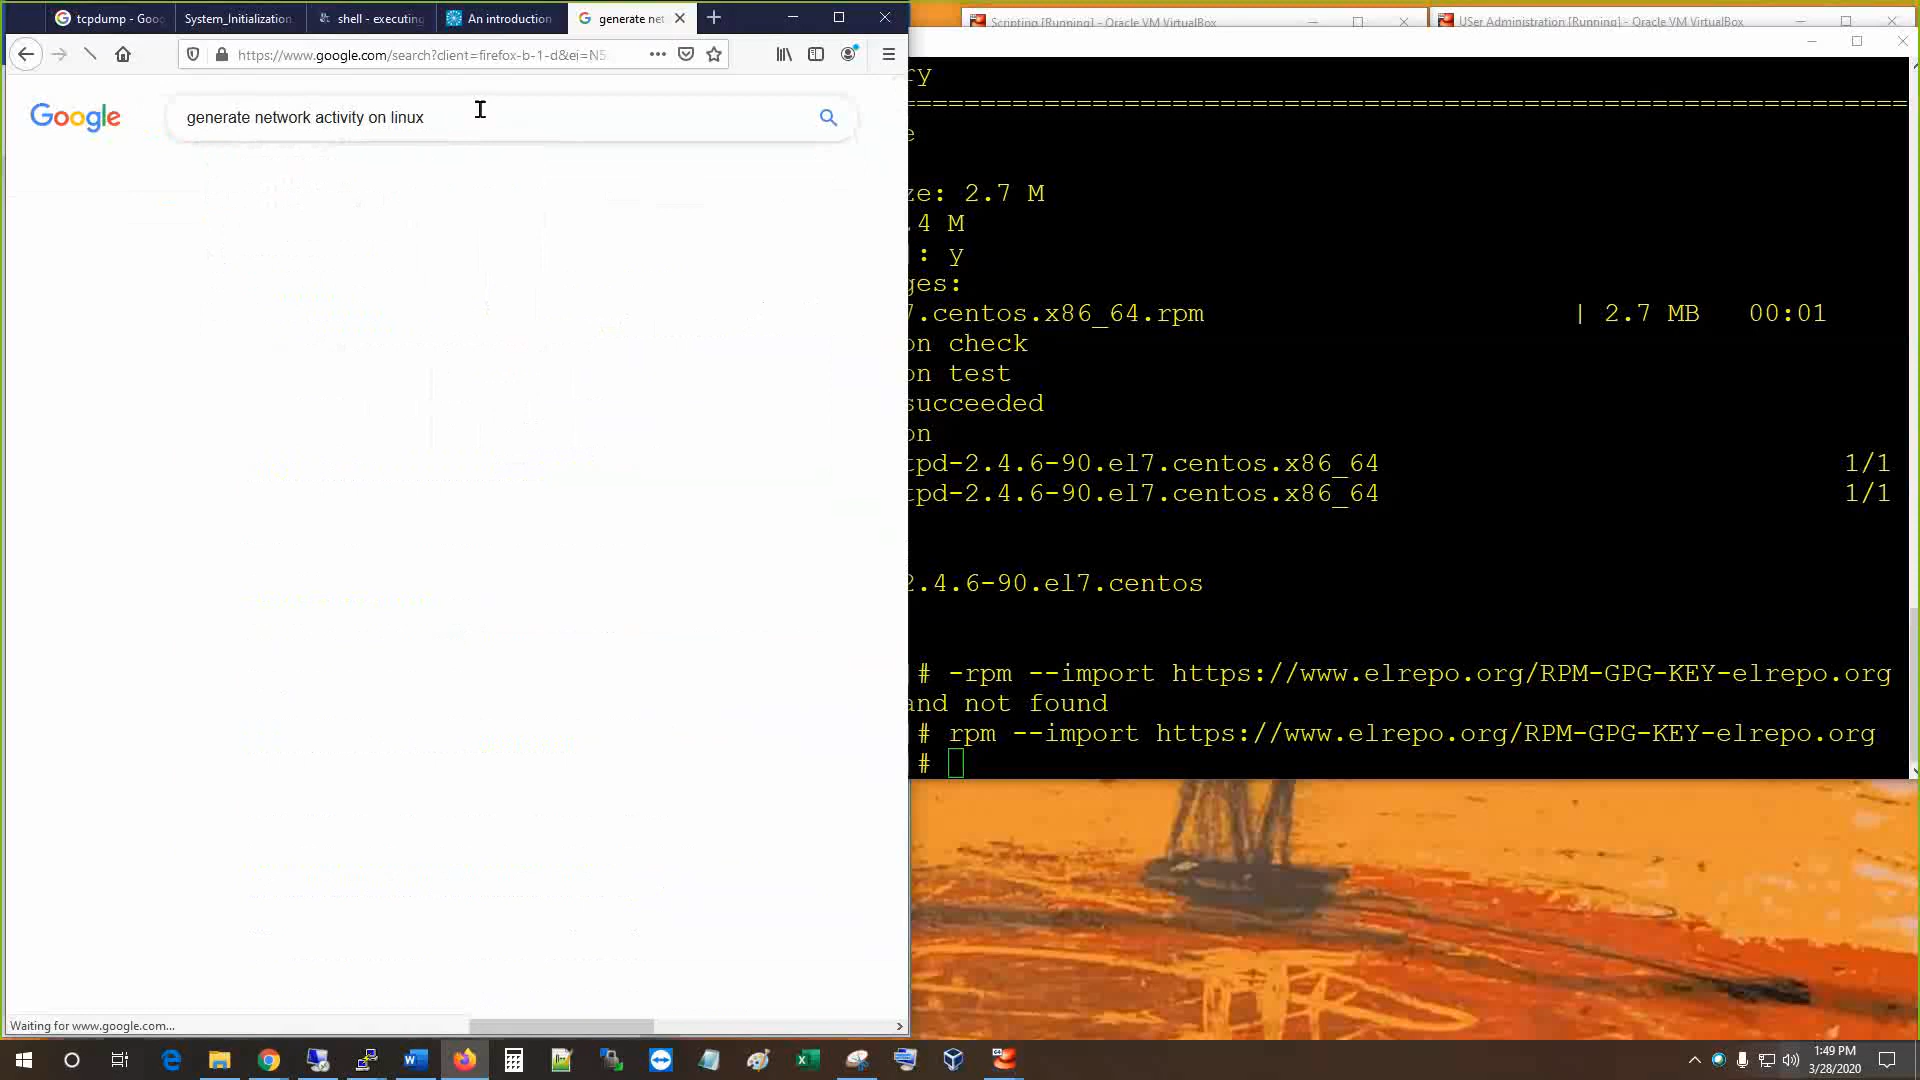 tcpdump - Goo
System_Initialization
shell - executing
An introduction
generate net
Scripting [Running] - Oracle VM VirtualBox
USer Administration [Running] - Oracle VM VirtualBox
https://www.google.com/search?client=firefox-b-1-d&ei=N5
Google
generate network activity on linux
ry
================================================================
e
ze: 2.7 M
.4 M
]: y
ges:
7.centos.x86_64.rpm | 2.7 MB 00:01
on check
on test
succeeded
on
tpd-2.4.6-90.el7.centos.x86_64 1/1
tpd-2.4.6-90.el7.centos.x86_64 1/1
2.4.6-90.el7.centos
# -rpm --import https://www.elrepo.org/RPM-GPG-KEY-elrepo.org
and not found
# rpm --import https://www.elrepo.org/RPM-GPG-KEY-elrepo.org
#
Waiting for www.google.com...
1:49 PM
3/28/2020